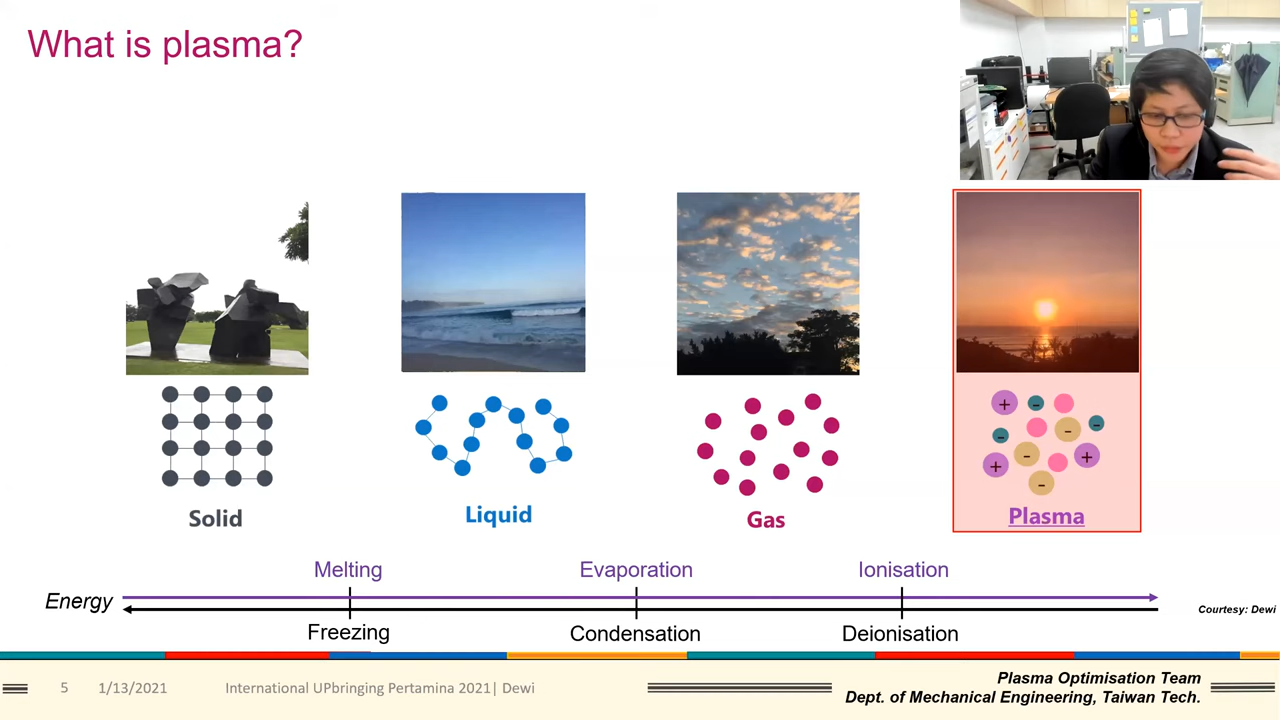 What is plasma?
+
-
-
-
-
+
-
+
-
Solid
Liquid
Gas
Plasma
Melting
Evaporation
Ionisation
Energy
Freezing
Condensation
Deionisation
Courtesy: Dewi
5
1/13/2021
International UPbringing Pertamina 2021| Dewi
Plasma Optimisation Team
Dept. of Mechanical Engineering, Taiwan Tech.